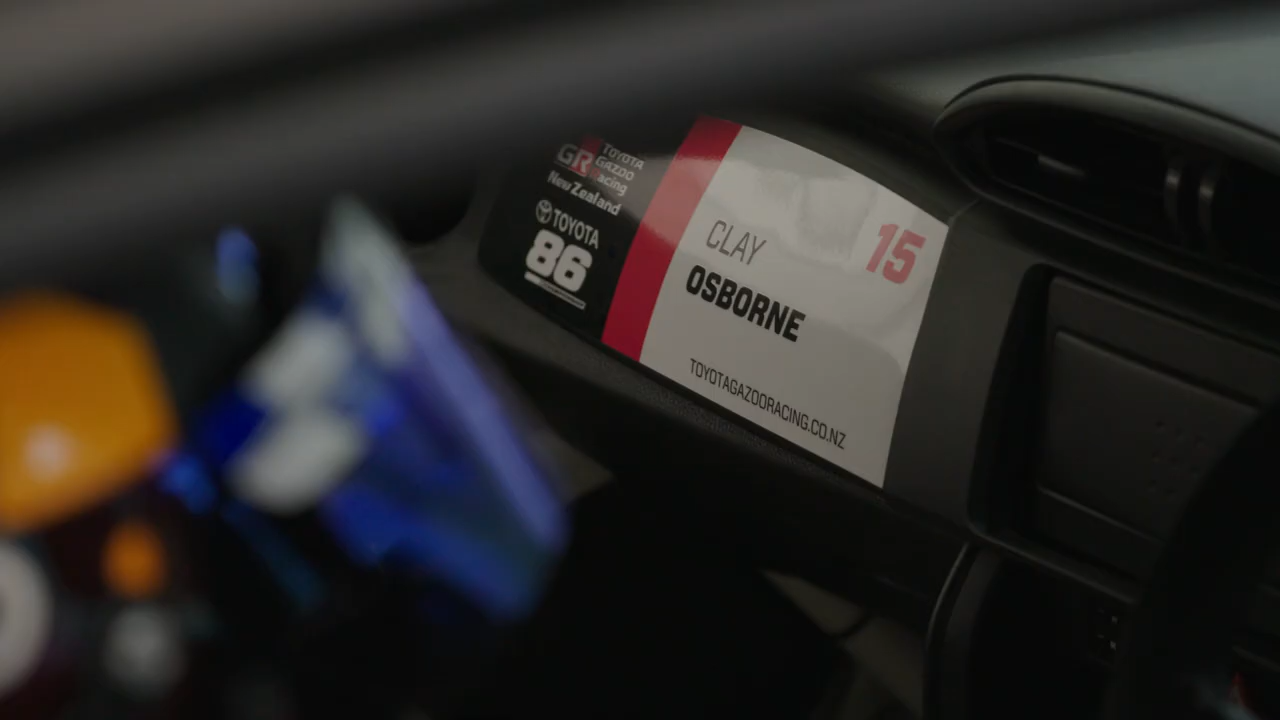 GR TOYOTA
GAZOO
Racing
New Zealand
TOYOTA
86
CLAY
OSBORNE
15
TOYOTAGAZOORACING.CO.NZ